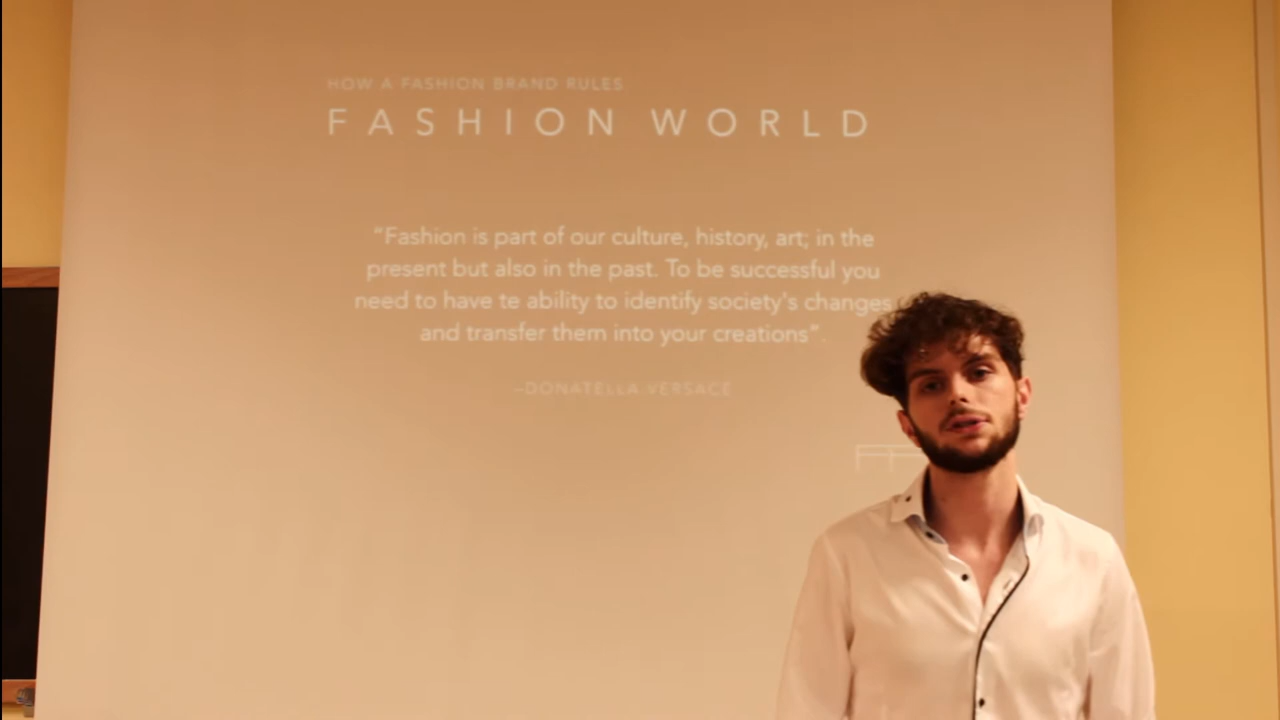 HOW A FASHION BRAND RULES
FASHION WORLD
“Fashion is part of our culture, history, art; in the
present but also in the past. To be successful you
need to have te ability to identify society's changes
and transfer them into your creations”.
–DONATELLA VERSACE